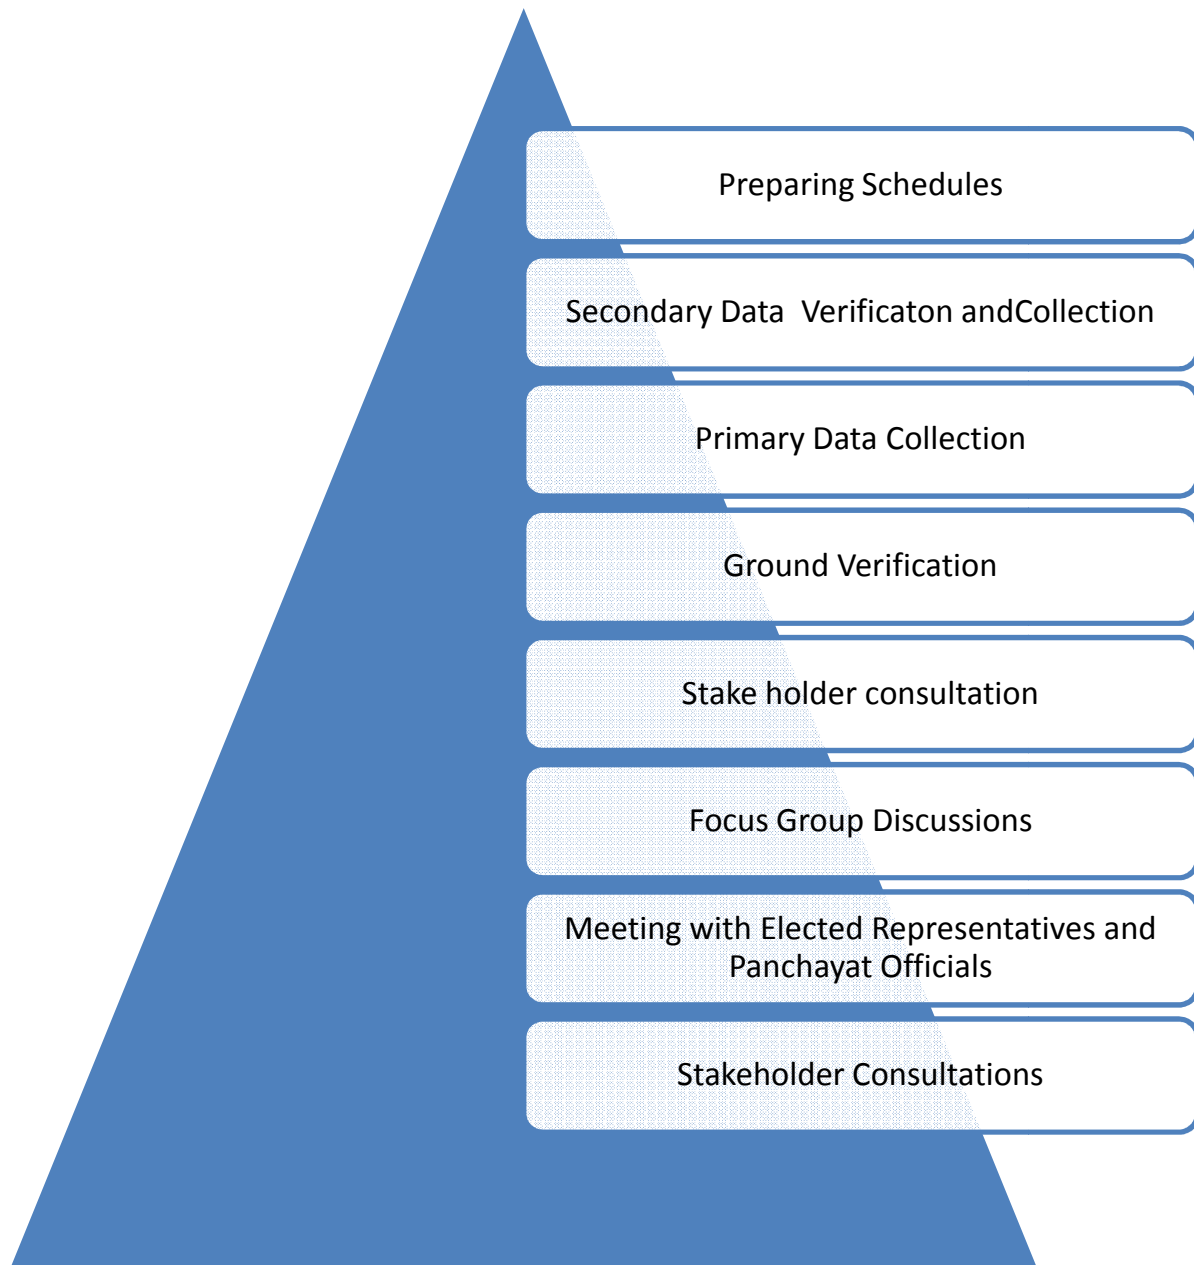 Preparing Schedules
Secondary Data  Verificaton andCollection
Primary Data Collection
Ground Verification
Stake holder consultation
Focus Group Discussions
Meeting with Elected Representatives and
Panchayat Officials
Stakeholder Consultations